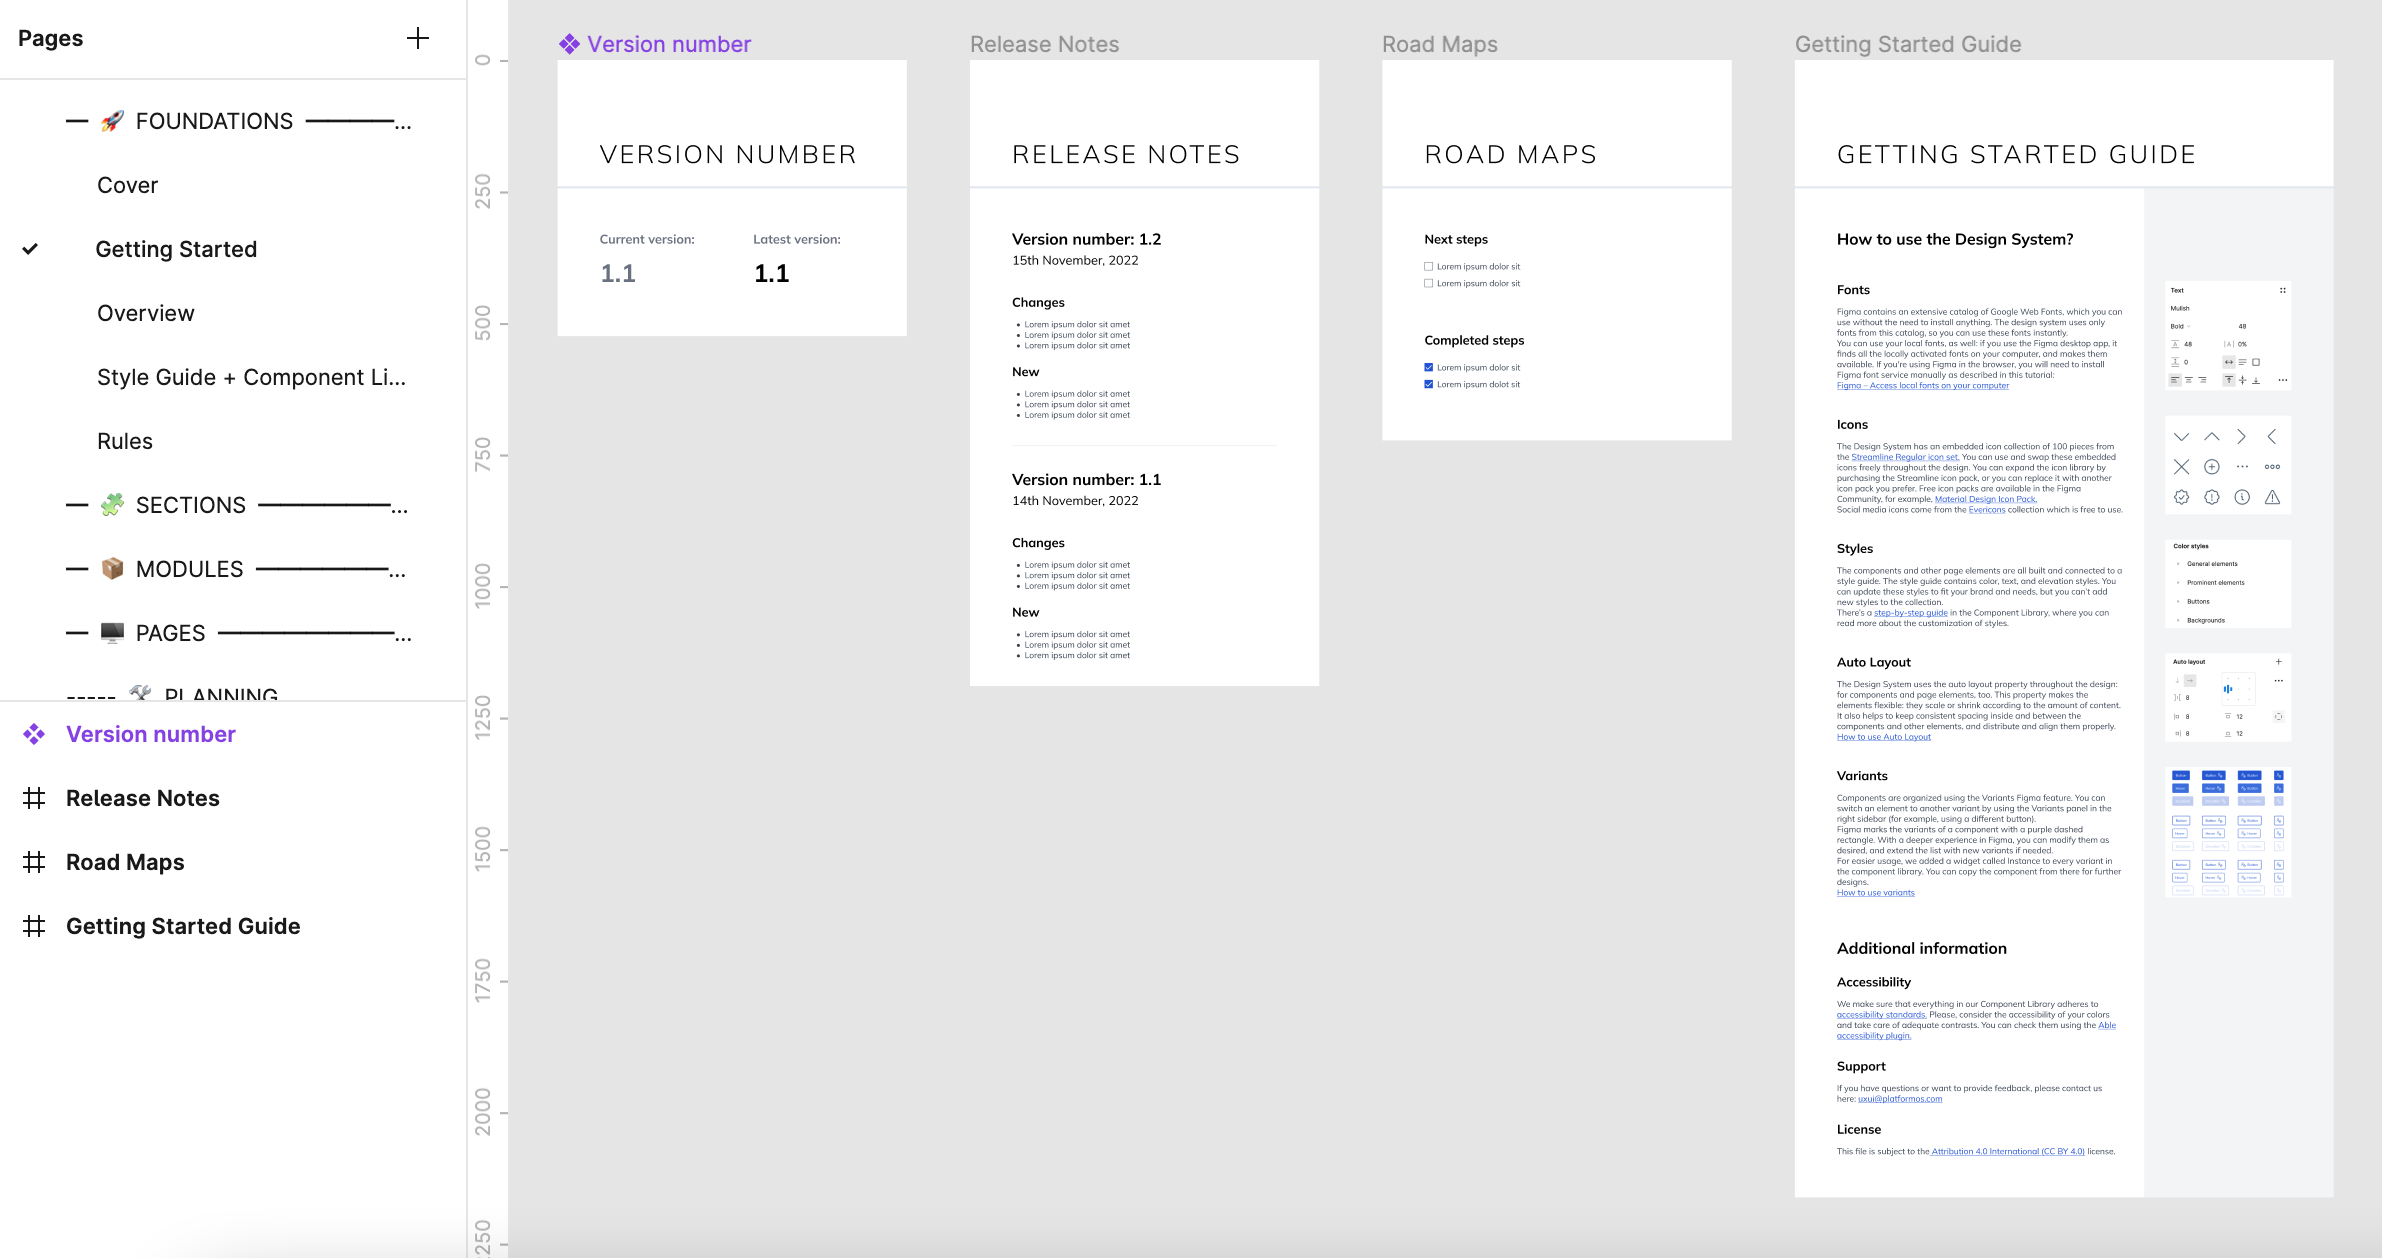 Pages
— 🚀 FOUNDATIONS ————...
Cover
Getting Started
Overview
Style Guide + Component Li...
Rules
— 🧩 SECTIONS ——————...
— 📦 MODULES ——————...
— 🖥 PAGES ————————...
----- 🛠 PLANNING
Version number
Release Notes
Road Maps
Getting Started Guide
0
250
500
750
1000
1250
1500
1750
2000
2250
Version number
VERSION NUMBER
Current version:
1.1
Latest version:
1.1
Release Notes
RELEASE NOTES
Version number: 1.2
15th November, 2022
Changes
• Lorem ipsum dolor sit amet
• Lorem ipsum dolor sit amet
• Lorem ipsum dolor sit amet
New
• Lorem ipsum dolor sit amet
• Lorem ipsum dolor sit amet
• Lorem ipsum dolor sit amet
Version number: 1.1
14th November, 2022
Changes
• Lorem ipsum dolor sit amet
• Lorem ipsum dolor sit amet
• Lorem ipsum dolor sit amet
New
• Lorem ipsum dolor sit amet
• Lorem ipsum dolor sit amet
• Lorem ipsum dolor sit amet
Road Maps
ROAD MAPS
Next steps
Lorem ipsum dolor sit
Lorem ipsum dolor sit
Completed steps
Lorem ipsum dolor sit
Lorem ipsum dolot sit
Getting Started Guide
GETTING STARTED GUIDE
How to use the Design System?
Fonts
Figma contains an extensive catalog of Google Web Fonts, which you can
use without the need to install anything. The design system uses only
fonts from this catalog, so you can use these fonts instantly.
You can use your local fonts, as well: if you use the Figma desktop app, it
finds all the locally activated fonts on your computer, and makes them
available. If you're using Figma in the browser, you will need to install
Figma font service manually as described in this tutorial:
Figma – Access local fonts on your computer
Icons
The Design System has an embedded icon collection of 100 pieces from
the Streamline Regular icon set. You can use and swap these embedded
icons freely throughout the design. You can expand the icon library by
purchasing the Streamline icon pack, or you can replace it with another
icon pack you prefer. Free icon packs are available in the Figma
Community, for example, Material Design Icon Pack.
Social media icons come from the Evericons collection which is free to use.
Styles
The components and other page elements are all built and connected to a
style guide. The style guide contains color, text, and elevation styles. You
can update these styles to fit your brand and needs, but you can't add
new styles to the collection.
There's a step-by-step guide in the Component Library, where you can
read more about the customization of styles.
Auto Layout
The Design System uses the auto layout property throughout the design:
for components and page elements, too. This property makes the
elements flexible: they scale or shrink according to the amount of content.
It also helps to keep consistent spacing inside and between the
components and other elements, and distribute and align them properly.
How to use Auto Layout
Variants
Components are organized using the Variants Figma feature. You can
switch an element to another variant by using the Variants panel in the
right sidebar (for example, using a different button).
Figma marks the variants of a component with a purple dashed
rectangle. With a deeper experience in Figma, you can modify them as
desired, and extend the list with new variants if needed.
For easier usage, we added a widget called Instance to every variant in
the component library. You can copy the component from there for further
designs.
How to use variants
Additional information
Accessibility
We make sure that everything in our Component Library adheres to
accessibility standards. Please, consider the accessibility of your colors
and take care of adequate contrasts. You can check them using the Able
accessibility plugin.
Support
If you have questions or want to provide feedback, please contact us
here: uxui@platformos.com
License
This file is subject to the Attribution 4.0 International (CC BY 4.0) license.
Text
Mulish
Bold 48
48 0%
0
Color styles
General elements
Prominent elements
Buttons
Backgrounds
Auto layout
8
8 12
8 12